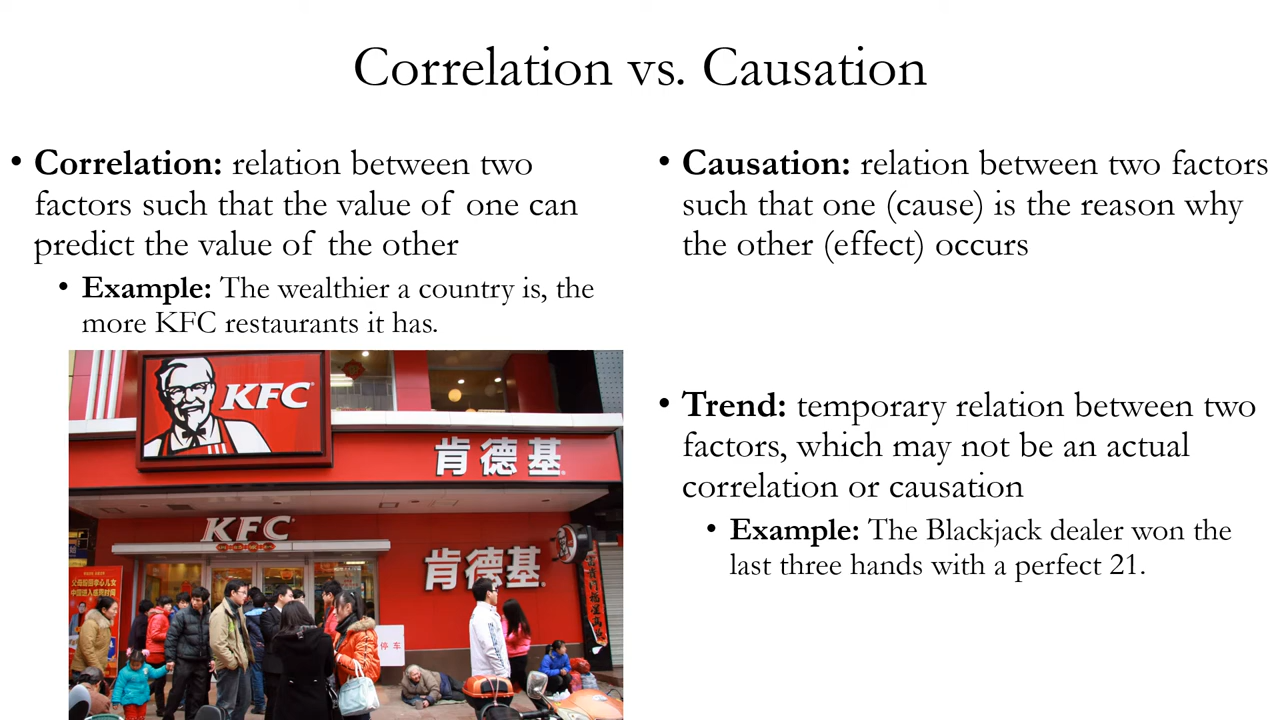 Correlation vs. Causation
• Correlation: relation between two
factors such that the value of one can
predict the value of the other
• Example: The wealthier a country is, the
more KFC restaurants it has.
KFC
肯德基
KFC
肯德基
停车
• Causation: relation between two factors
such that one (cause) is the reason why
the other (effect) occurs
• Trend: temporary relation between two
factors, which may not be an actual
correlation or causation
• Example: The Blackjack dealer won the
last three hands with a perfect 21.